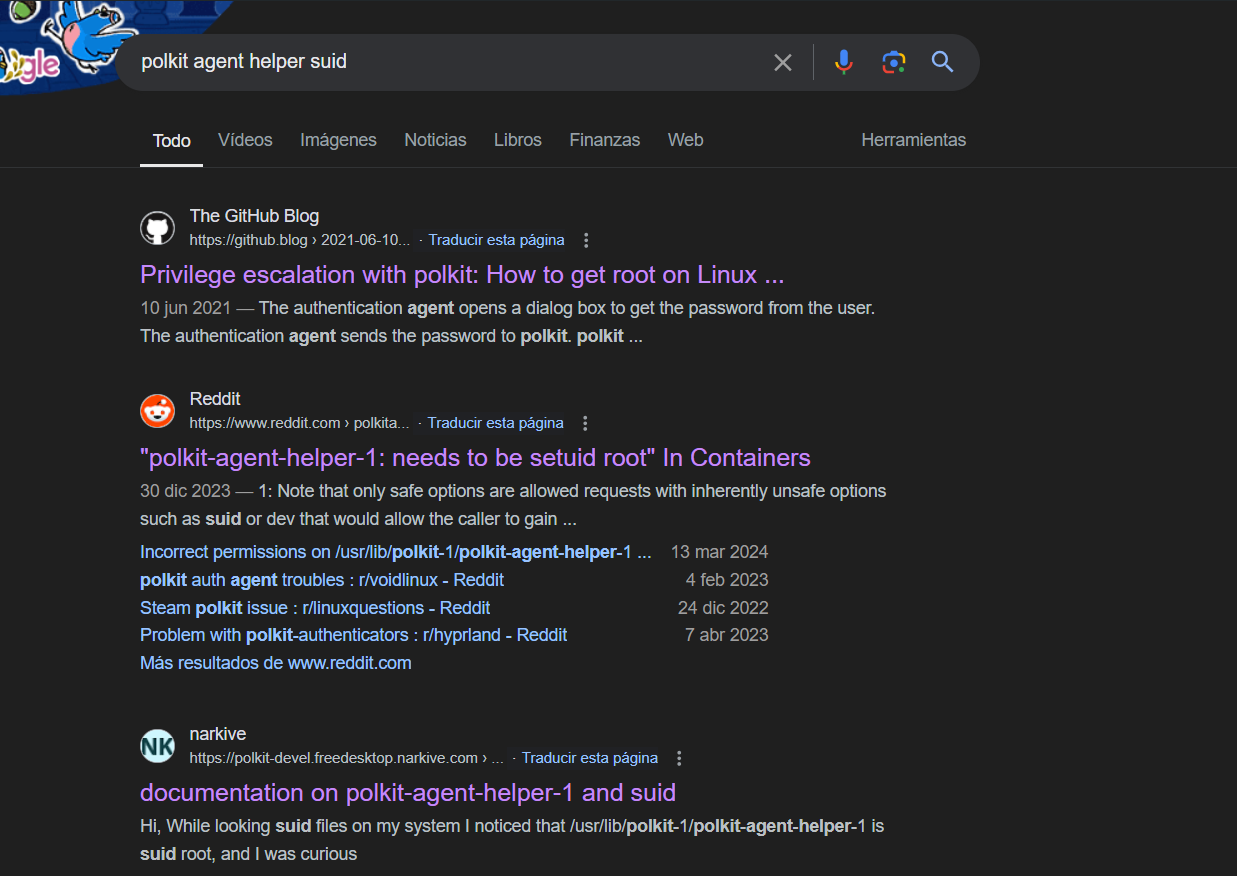 gle
polkit agent helper suid
Todo Vídeos Imágenes Noticias Libros Finanzas Web Herramientas
The GitHub Blog
https://github.blog › 2021-06-10... · Traducir esta página
Privilege escalation with polkit: How to get root on Linux ...
10 jun 2021 — The authentication agent opens a dialog box to get the password from the user.
The authentication agent sends the password to polkit. polkit ...
Reddit
https://www.reddit.com › polkita... · Traducir esta página
"polkit-agent-helper-1: needs to be setuid root" In Containers
30 dic 2023 — 1: Note that only safe options are allowed requests with inherently unsafe options
such as suid or dev that would allow the caller to gain ...
Incorrect permissions on /usr/lib/polkit-1/polkit-agent-helper-1 ... 13 mar 2024
polkit auth agent troubles : r/voidlinux - Reddit 4 feb 2023
Steam polkit issue : r/linuxquestions - Reddit 24 dic 2022
Problem with polkit-authenticators : r/hyprland - Reddit 7 abr 2023
Más resultados de www.reddit.com
NK
narkive
https://polkit-devel.freedesktop.narkive.com › ... · Traducir esta página
documentation on polkit-agent-helper-1 and suid
Hi, While looking suid files on my system I noticed that /usr/lib/polkit-1/polkit-agent-helper-1 is
suid root, and I was curious